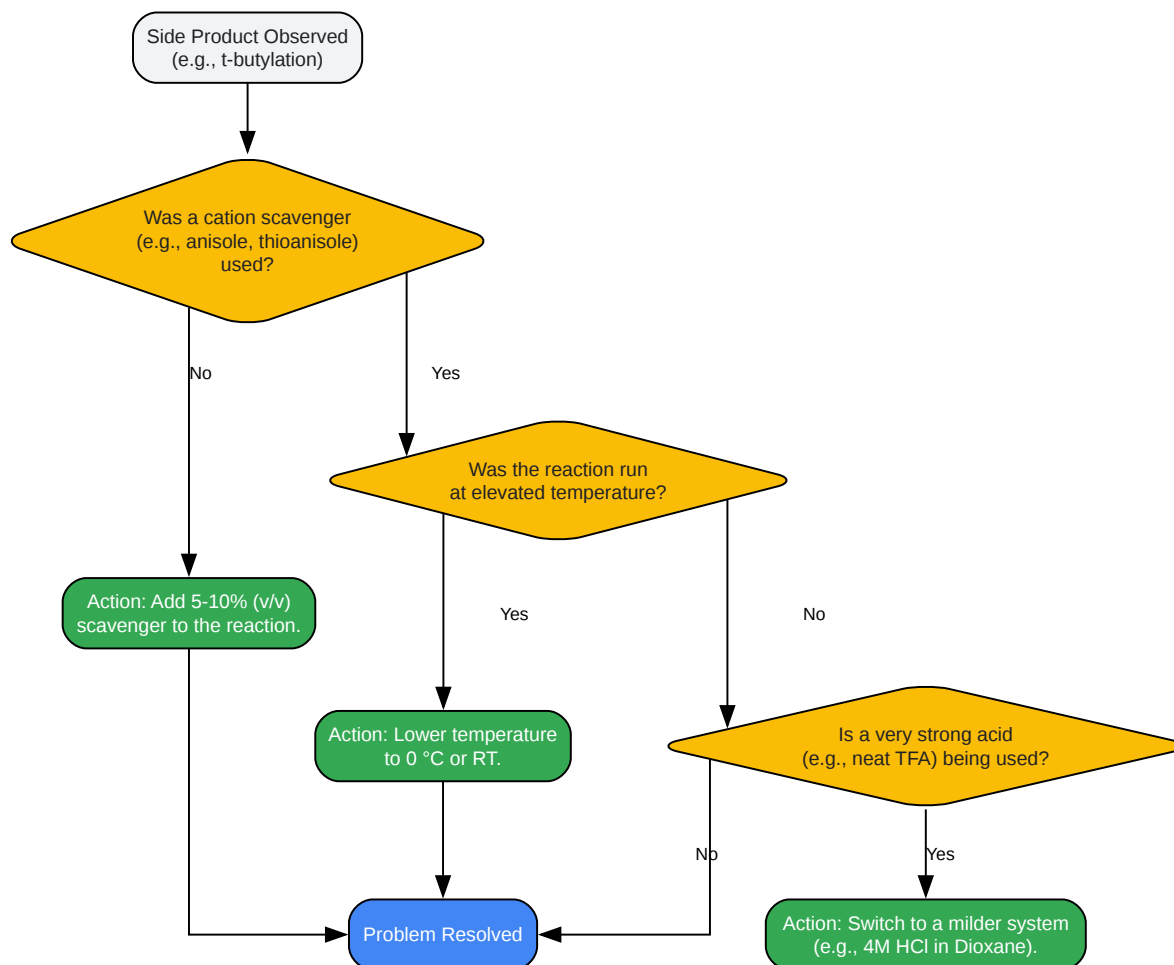 Side Product Observed
(e.g., t-butylation)
Was a cation scavenger
(e.g., anisole, thioanisole)
used?
No
Yes
Was the reaction run
at elevated temperature?
Action: Add 5-10% (v/v)
scavenger to the reaction.
Yes
No
Action: Lower temperature
to 0 °C or RT.
Is a very strong acid
(e.g., neat TFA) being used?
No
Yes
Problem Resolved
Action: Switch to a milder system
(e.g., 4M HCl in Dioxane).